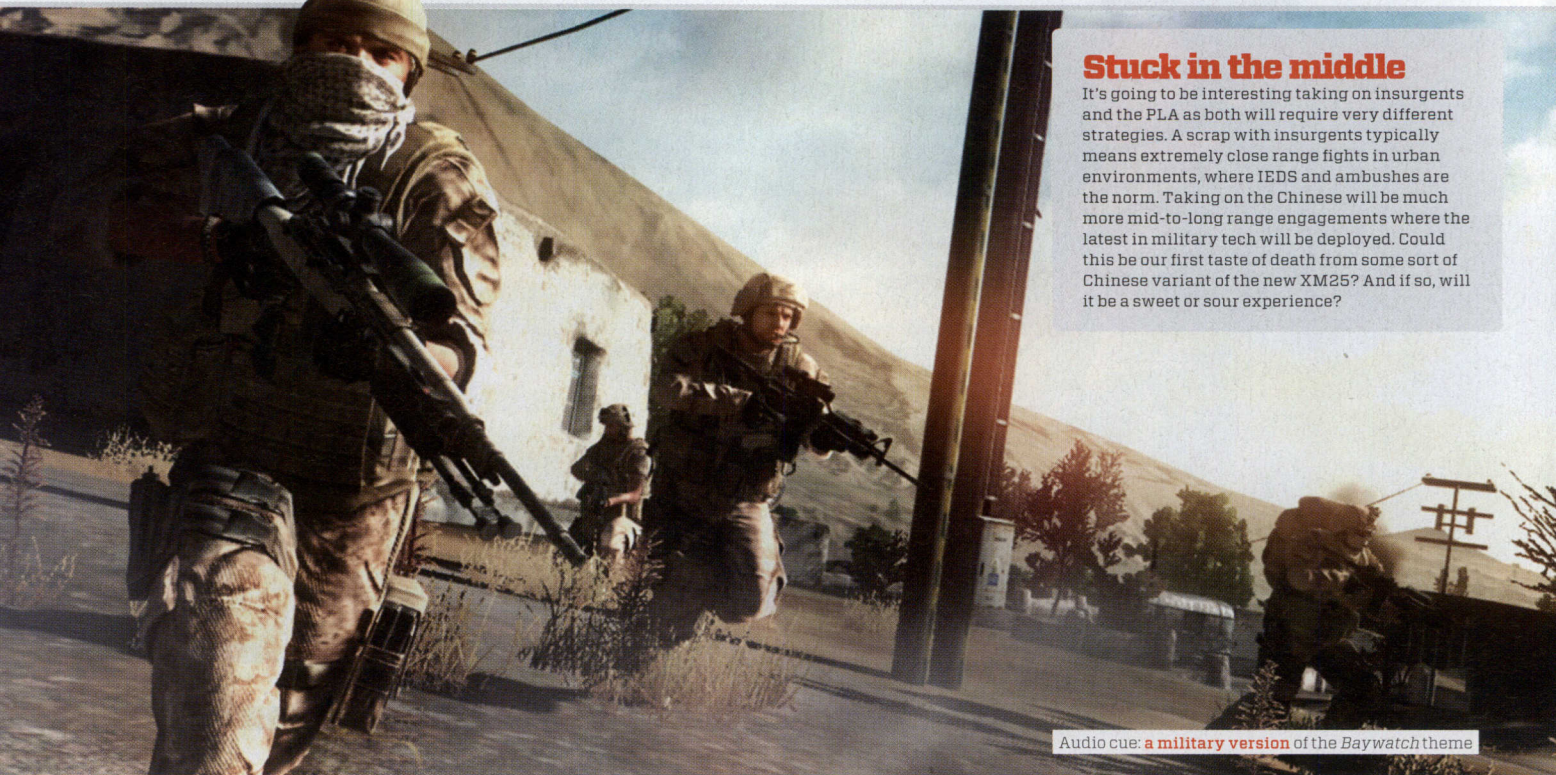 Stuck in the middle
It's going to be interesting taking on insurgents
and the PLA as both will require very different
strategies. A scrap with insurgents typically
means extremely close range fights in urban
environments, where IEDS and ambushes are
the norm. Taking on the Chinese will be much
more mid-to-long range engagements where the
latest in military tech will be deployed. Could
this be our first taste of death from some sort of
Chinese variant of the new XM25? And if so, will
it be a sweet or sour experience?
Audio cue: a military version of the Baywatch theme